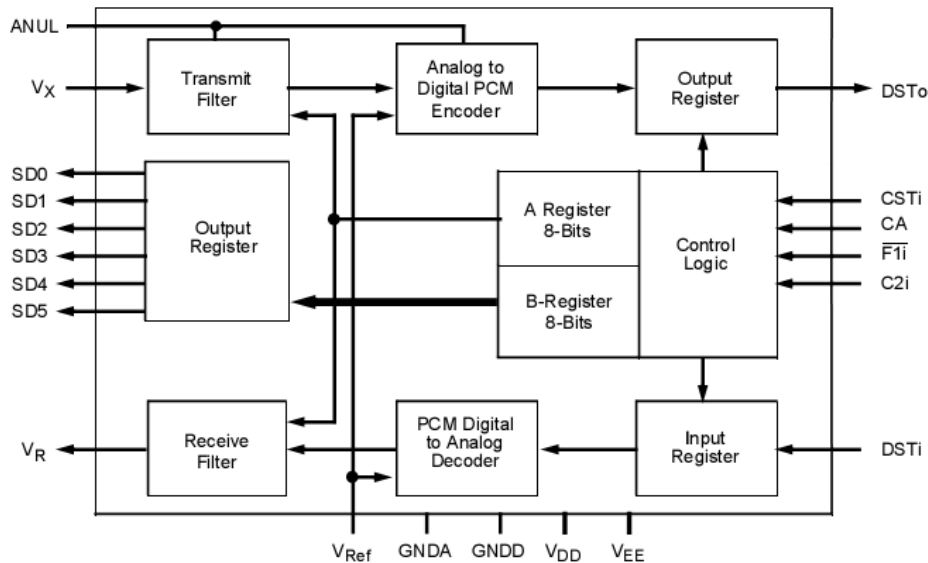 ANUL
Transmit
Filter
Analog to
Digital PCM
Encoder
Output
Register
VX
DSTo
SD0
SD1
SD2
SD3
SD4
SD5
Output
Register
A Register
8-Bits
B-Register
8-Bits
Control
Logic
CSTi
CA
F1i
C2i
VR
Receive
Filter
PCM Digital
to Analog
Decoder
Input
Register
DSTi
VRef GNDA GNDD VDD VEE